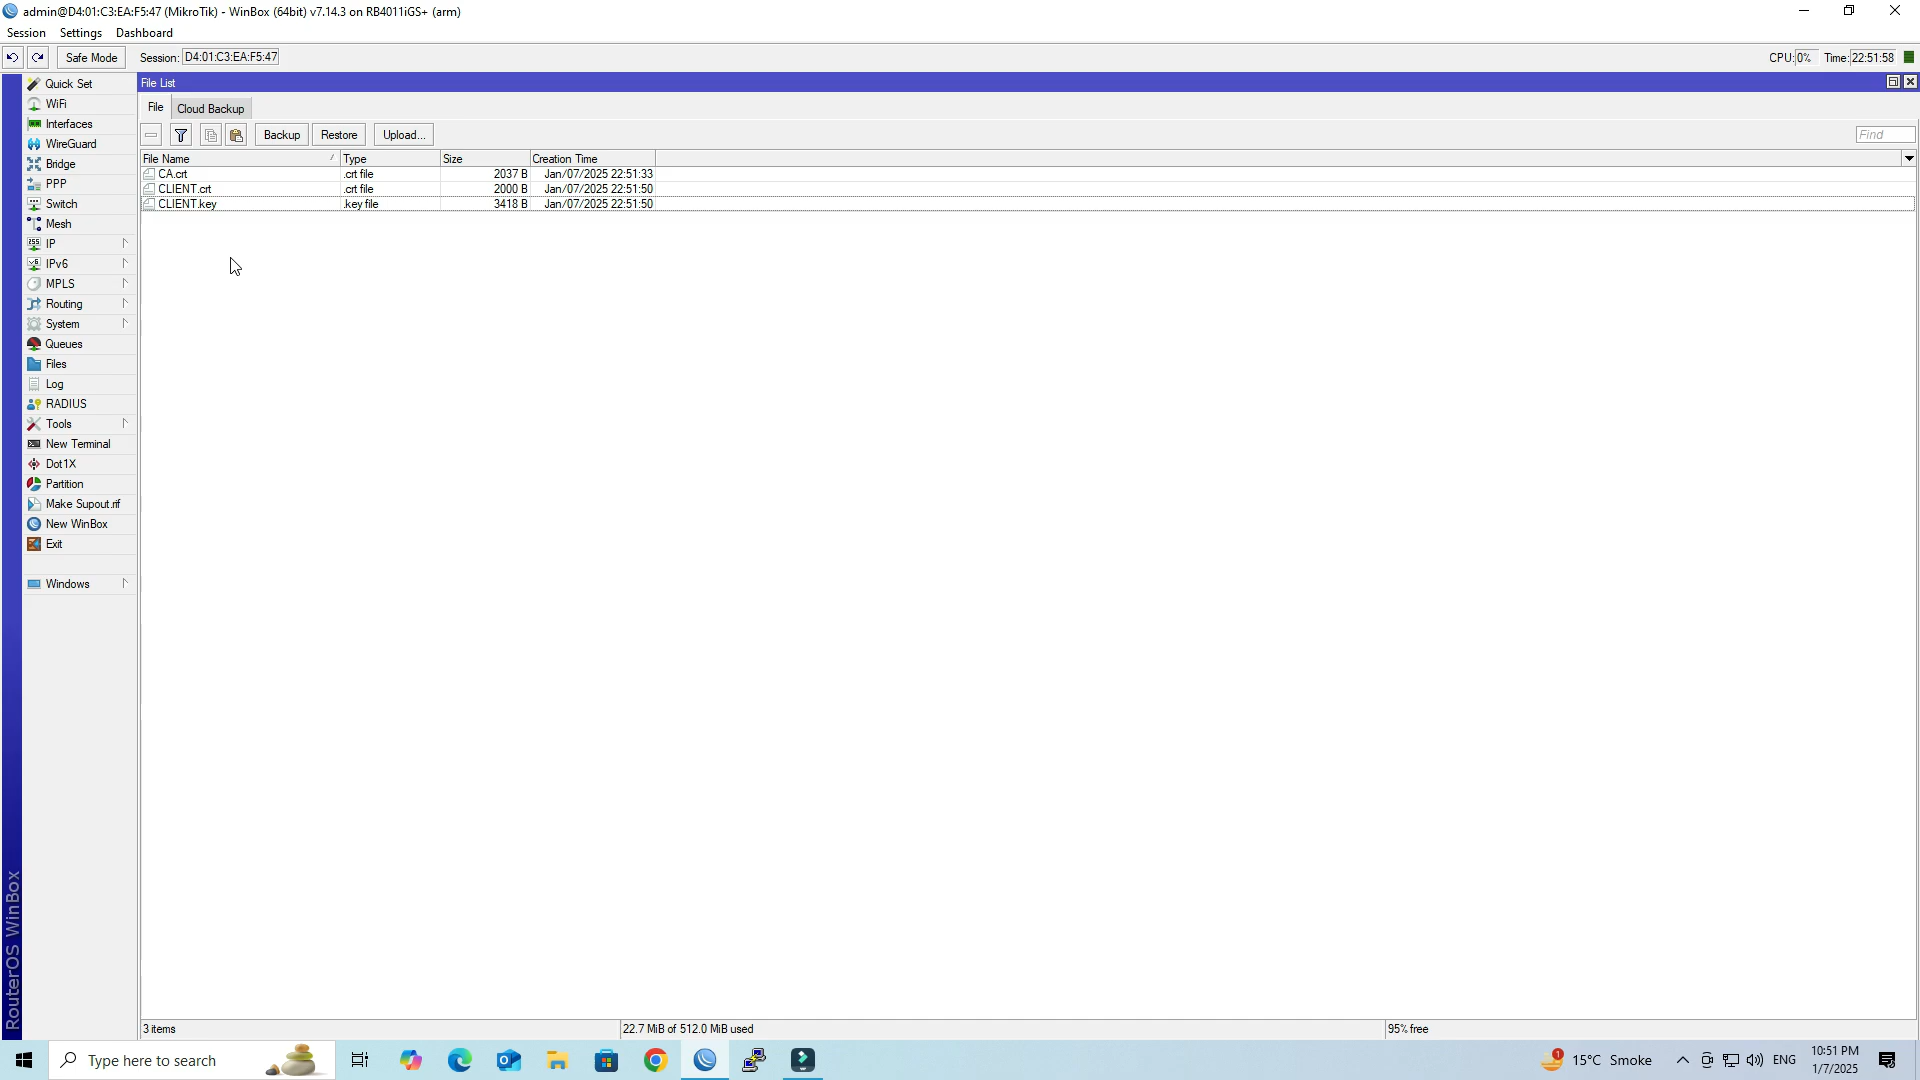 admin@D4:01:C3:EA:F5:47 (MikroTik) - WinBox (64bit) v7.14.3 on RB4011iGS+ (arm)
Session Settings Dashboard
Safe Mode Session: D4:01:C3:EA:F5:47 CPU: 0% Time: 22:51:58
Quick Set
WiFi
Interfaces
WireGuard
Bridge
PPP
Switch
Mesh
IP
IPv6
MPLS
Routing
System
Queues
Files
Log
RADIUS
Tools
New Terminal
Dot1X
Partition
Make Supout.rif
New WinBox
Exit
Windows
RouterOS WinBox
File List
File Cloud Backup
Backup Restore Upload... Find
File Name Type Size Creation Time
CA.crt .crt file 2037 B Jan/07/2025 22:51:33
CLIENT.crt .crt file 2000 B Jan/07/2025 22:51:50
CLIENT.key .key file 3418 B Jan/07/2025 22:51:50
3 items 22.7 MiB of 512.0 MiB used 95% free
Type here to search 1 15°C Smoke ENG 10:51 PM
1/7/2025